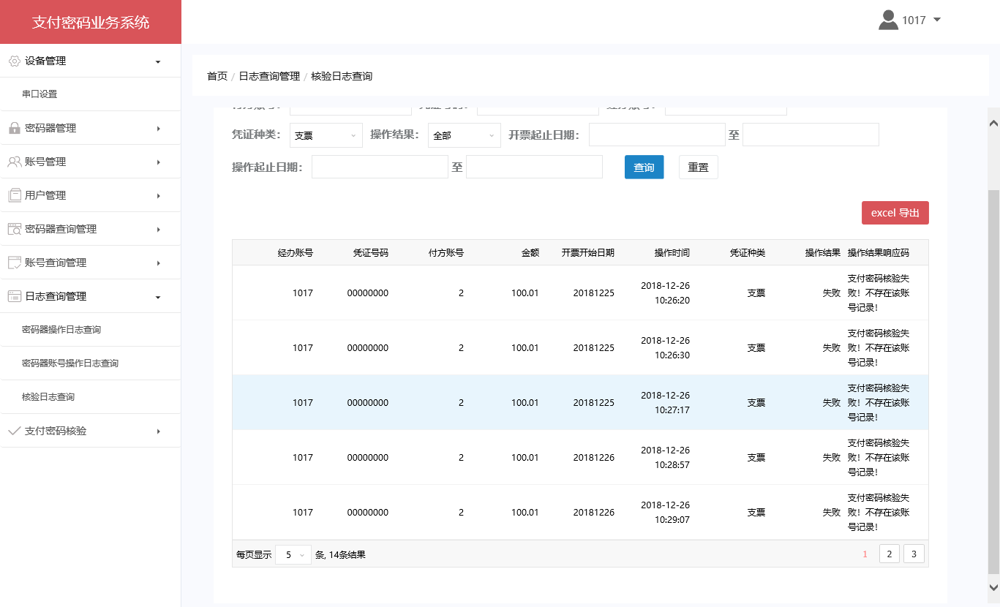 支付密码业务系统
1017
设备管理
串口设置
密码器管理
账号管理
用户管理
密码器查询管理
账号查询管理
日志查询管理
密码器操作日志查询
密码器账号操作日志查询
核验日志查询
支付密码核验
首页 / 日志查询管理 / 核验日志查询
凭证种类： 支票 操作结果： 全部 开票起止日期： 至
操作起止日期： 至 查询 重置
excel 导出
经办账号 凭证号码 付方账号 金额 开票开始日期 操作时间 凭证种类 操作结果 操作结果响应码
1017 00000000 2 100.01 20181225 2018-12-26 10:26:20 支票 失败 支付密码核验失败！不存在该账号记录！
1017 00000000 2 100.01 20181225 2018-12-26 10:26:30 支票 失败 支付密码核验失败！不存在该账号记录！
1017 00000000 2 100.01 20181225 2018-12-26 10:27:17 支票 失败 支付密码核验失败！不存在该账号记录！
1017 00000000 2 100.01 20181226 2018-12-26 10:28:57 支票 失败 支付密码核验失败！不存在该账号记录！
1017 00000000 2 100.01 20181226 2018-12-26 10:29:07 支票 失败 支付密码核验失败！不存在该账号记录！
每页显示 5 条, 14条结果 1 2 3